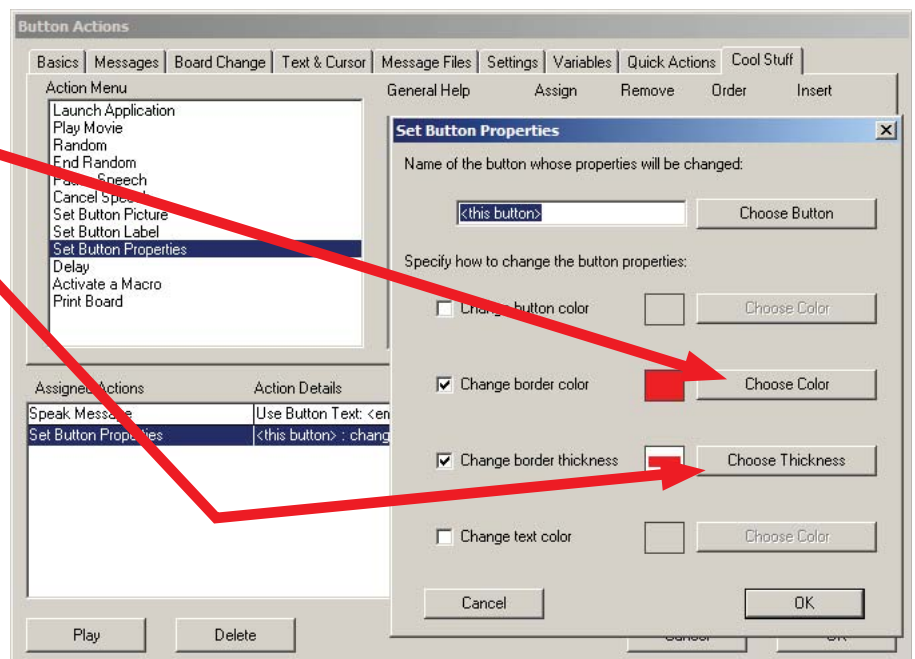 Button Actions
Basics Messages Board Change Text & Cursor Message Files Settings Variables Quick Actions Cool Stuff
Action Menu
General Help Assign Remove Order Insert
Launch Application
Play Movie
Random
End Random
Speech
Cancel
Set Button Picture
Set Button Label
Set Button Properties
Delay
Activate a Macro
Print Board
Set Button Properties
Name of the button whose properties will be changed:
<this button> Choose Button
Specify how to change the button properties:
Change button color Choose Color
Change border color Choose Color
Change border thickness Choose Thickness
Change text color Choose Color
Cancel OK
Assigned Actions Action Details
Speak Message Use Button Text: <en
Set Button Properties <this button> : chang
Play Delete